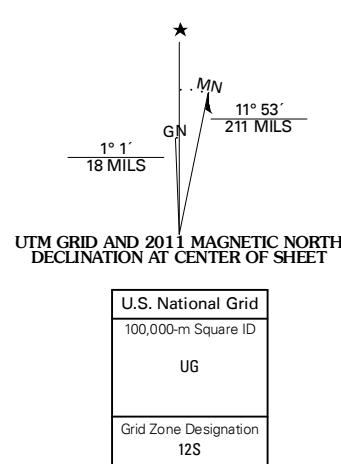 ★
MN
GN
11° 53´
211 MILS
1° 1´
18 MILS
UTM GRID AND 2011 MAGNETIC NORTH
DECLINATION AT CENTER OF SHEET
U.S. National Grid
100,000-m Square ID
UG
Grid Zone Designation
12S